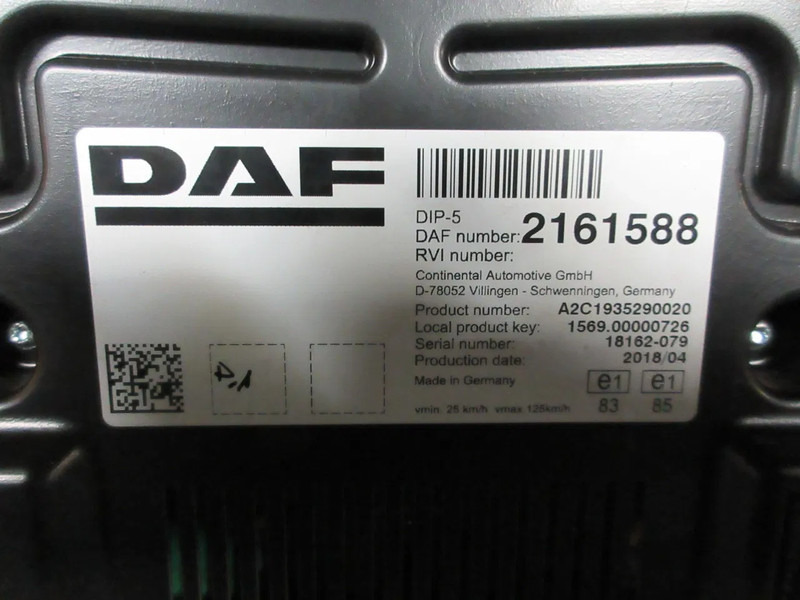 DAF
DIP-5
DAF number: 2161588
RVI number:
Continental Automotive GmbH
D-78052 Villingen - Schwenningen, Germany
Product number: A2C1935290020
Local product key: 1569.00000726
Serial number: 18162-079
Production date: 2018/04
Made in Germany e1 e1
vmin. 25 km/h vmax 125km/h 83 85